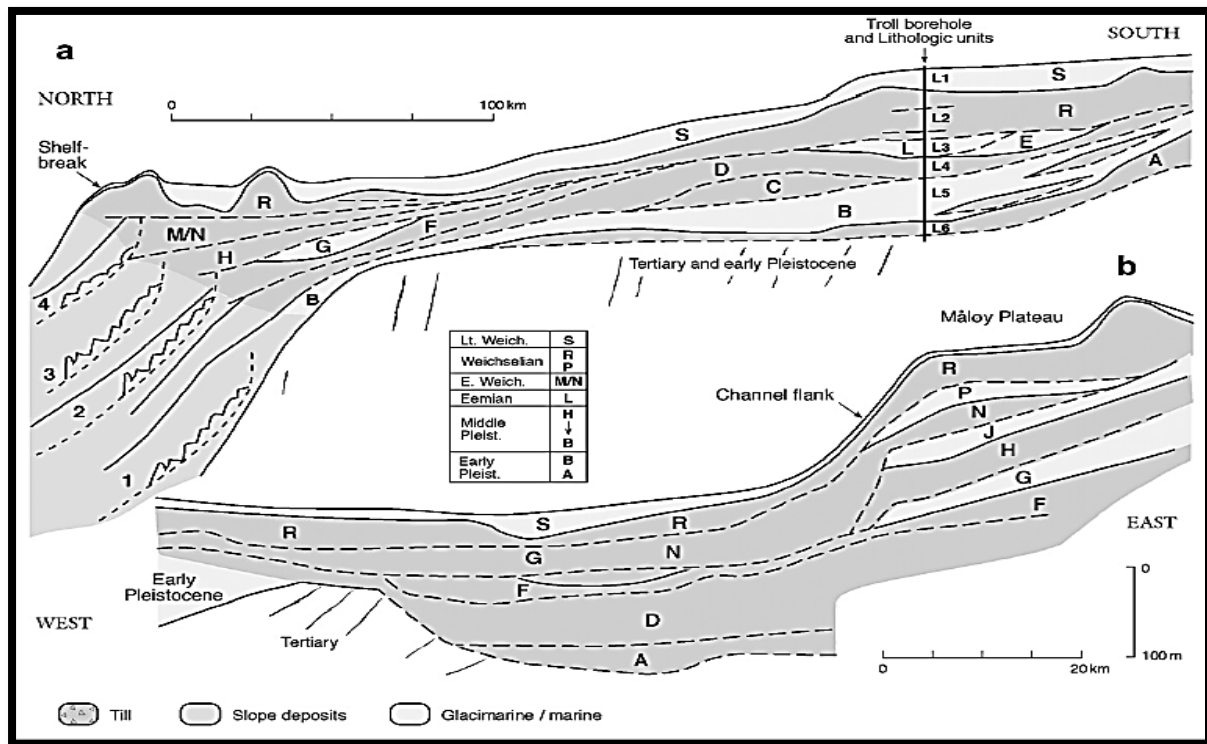 a
Troll borehole
and Lithologic units
SOUTH
NORTH
0 100 km
L1
S
S
L2
R
Shelf-
break
L
L3
E
L4
D
A
R
C
L5
M/N
F
G
B
L6
H
Tertiary and early Pleistocene
b
B
4
Måløy Plateau
Lt. Weich. S
Weichselian R
P
E. Weich. M/N
Eemian L
Middle H
Pleist. ↓
B
Early B
Pleist. A
3
R
Channel flank
P
2
N
J
H
1
G
F
S
R
R
EAST
G
N
Early
Pleistocene
F
0
WEST
D
Tertiary
A
0 20 km
100 m
Till
Slope deposits
Glacimarine / marine